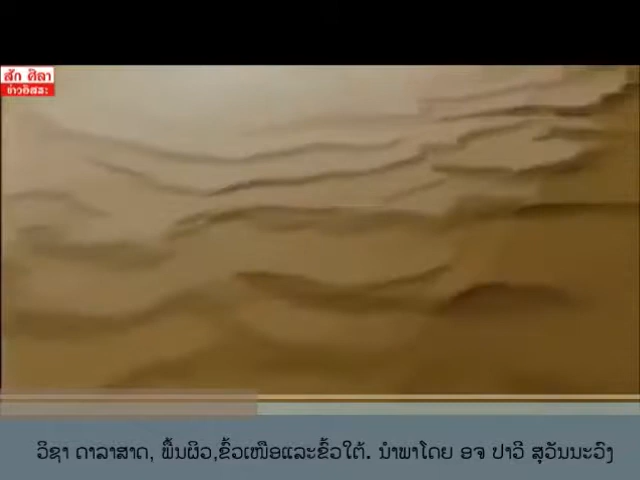 ສັກ ສິລາ
ຂ່າວອິສະຣະ
ວິຊາ ດາລາສາດ, ພື້ນຜິວ,ຂົ້ວເໜືອແລະຂົ້ວໃຕ້. ນຳພາໂດຍ ອຈ ປາວີ ສຸວັນນະວົງ